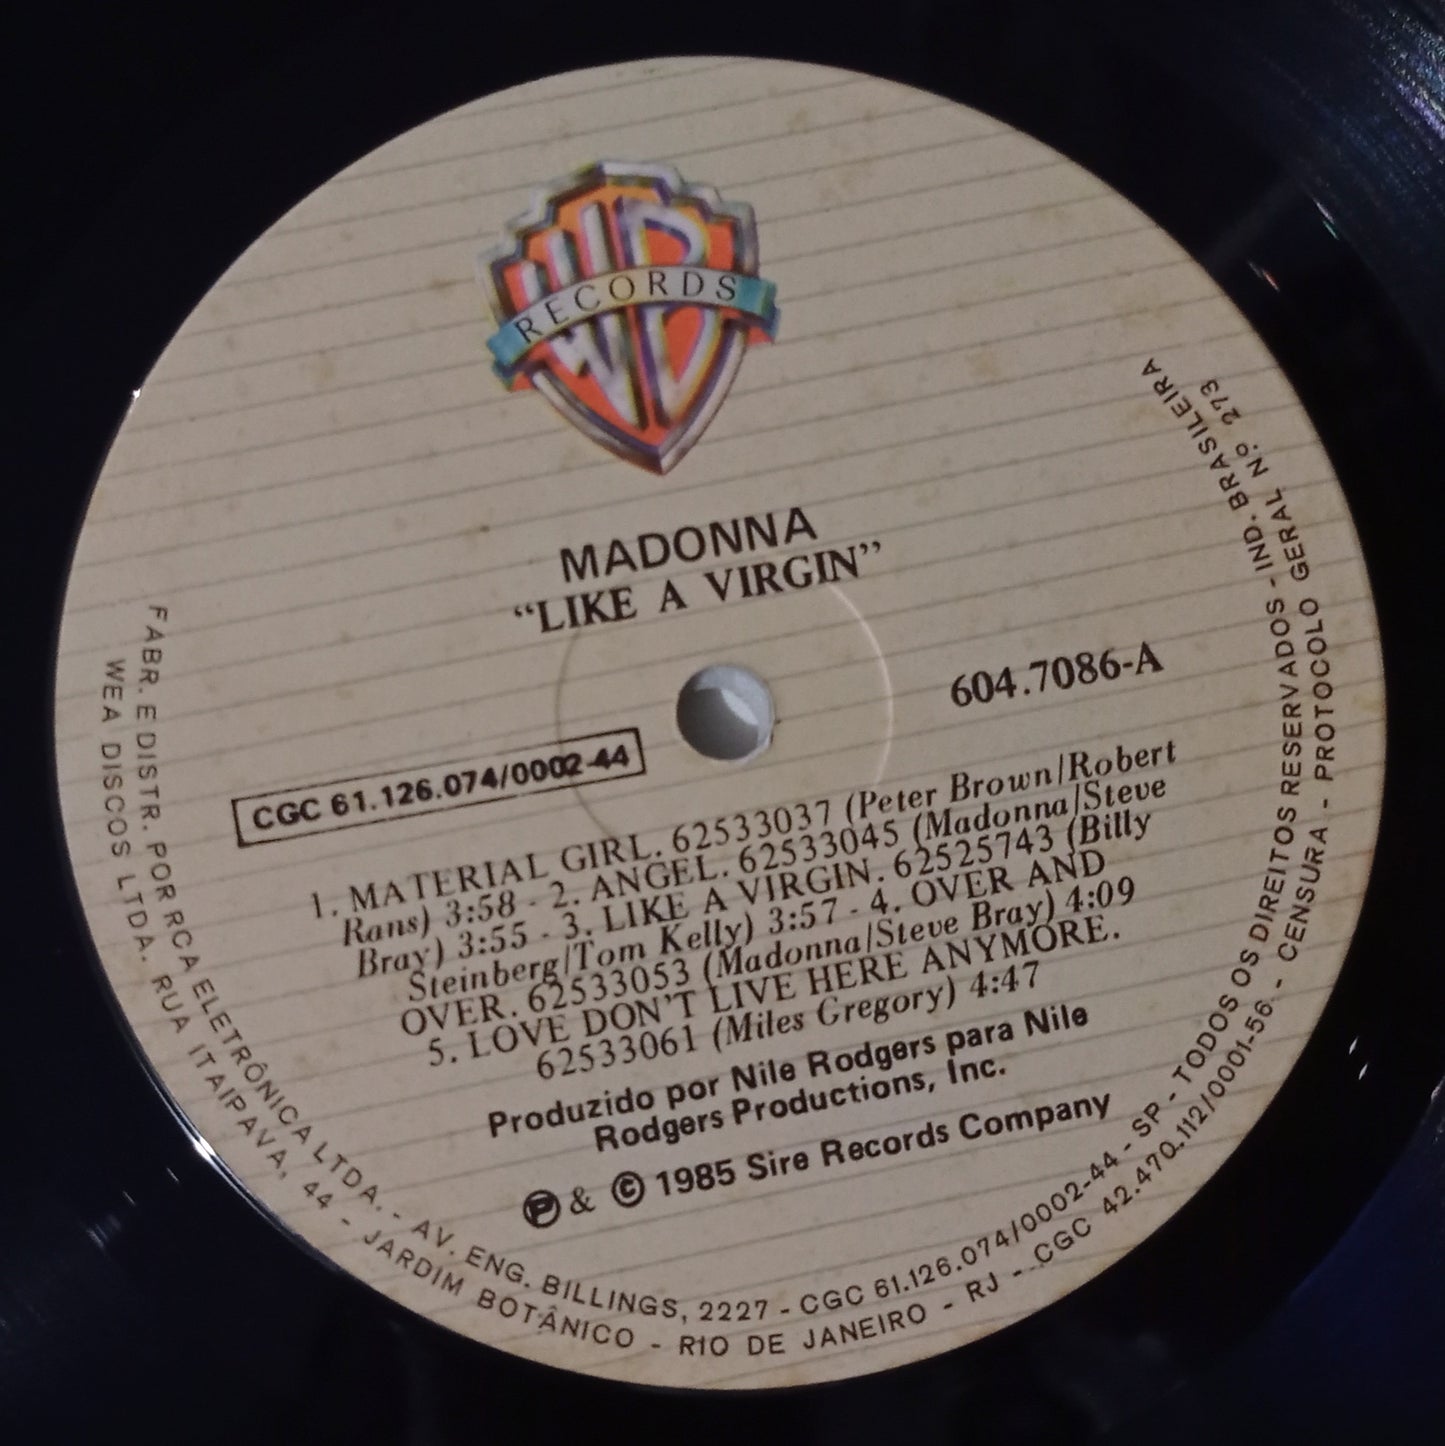 WB
RECORDS
MADONNA
“LIKE A VIRGIN”
604.7086-A
CGC 61.126.074/0002-44
1. MATERIAL GIRL. 62533037 (Peter Brown/Robert
Rans) 3:58 - 2. ANGEL. 62533045 (Madonna/Steve
Bray) 3:55 - 3. LIKE A VIRGIN. 62525743 (Billy
Steinberg/Tom Kelly) 3:57 - 4. OVER AND
OVER. 62533053 (Madonna/Steve Bray) 4:09
5. LOVE DON'T LIVE HERE ANYMORE.
62533061 (Miles Gregory) 4:47
Produzido por Nile Rodgers para Nile
Rodgers Productions, Inc.
Ⓟ & © 1985 Sire Records Company
FABR. E DISTR. POR RCA ELETRÔNICA LTDA. - AV. ENG. BILLINGS, 2227 - CGC 61.126.074/0002-44 - SP - TODOS OS DIREITOS RESERVADOS - IND. BRASILEIRA
WEA DISCOS LTDA. RUA ITAIPAVA, 44 - JARDIM BOTÂNICO - RIO DE JANEIRO - RJ - CGC 42.470.112/0001-56 - CENSURA - PROTOCOLO GERAL N.º 273